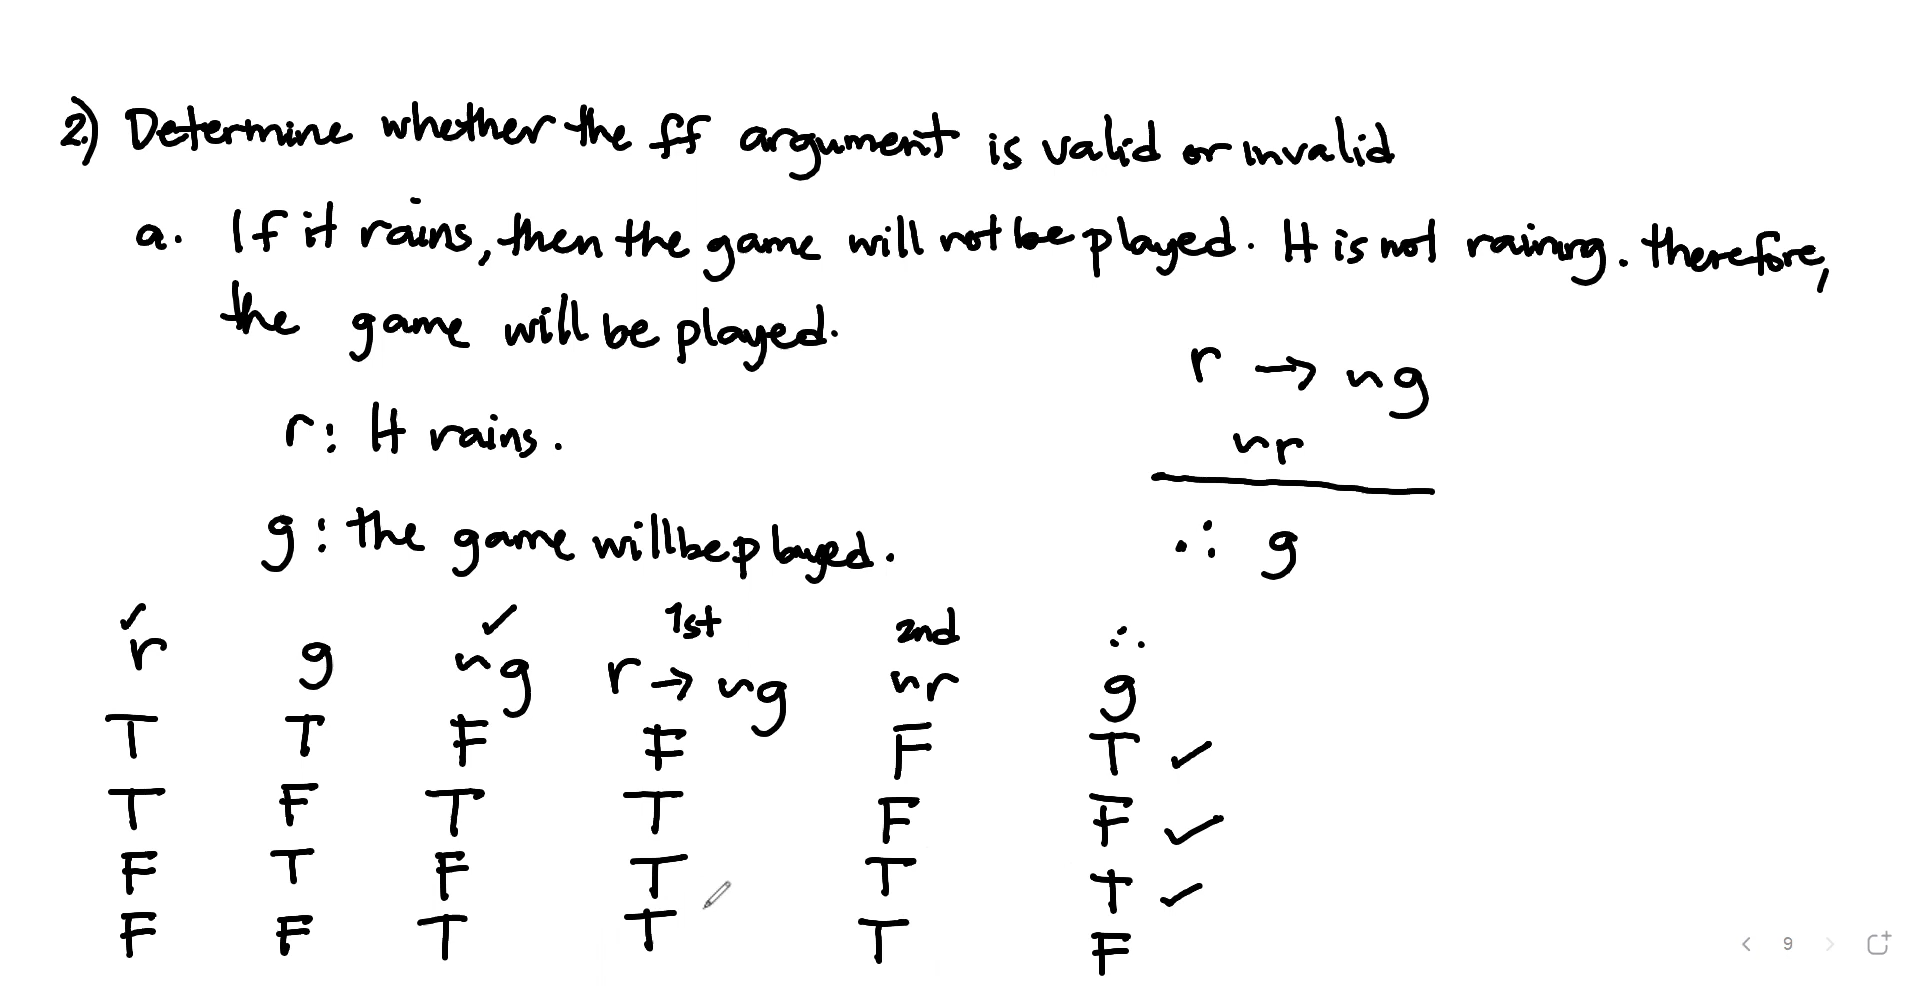 2.) Determine whether the ff argument is valid or invalid
a. If it rains, then the game will not be played. It is not raining. therefore,
the game will be played.
r → ~g
r: It rains.
~r
g: the game will be played.
∴ g
✓ ✓ 1st 2nd ∴
r g ~g r → ~g ~r g
T T F F F T ✓
T F T T F F ✓
F T F T T T ✓
F F T T T F
< 9 >